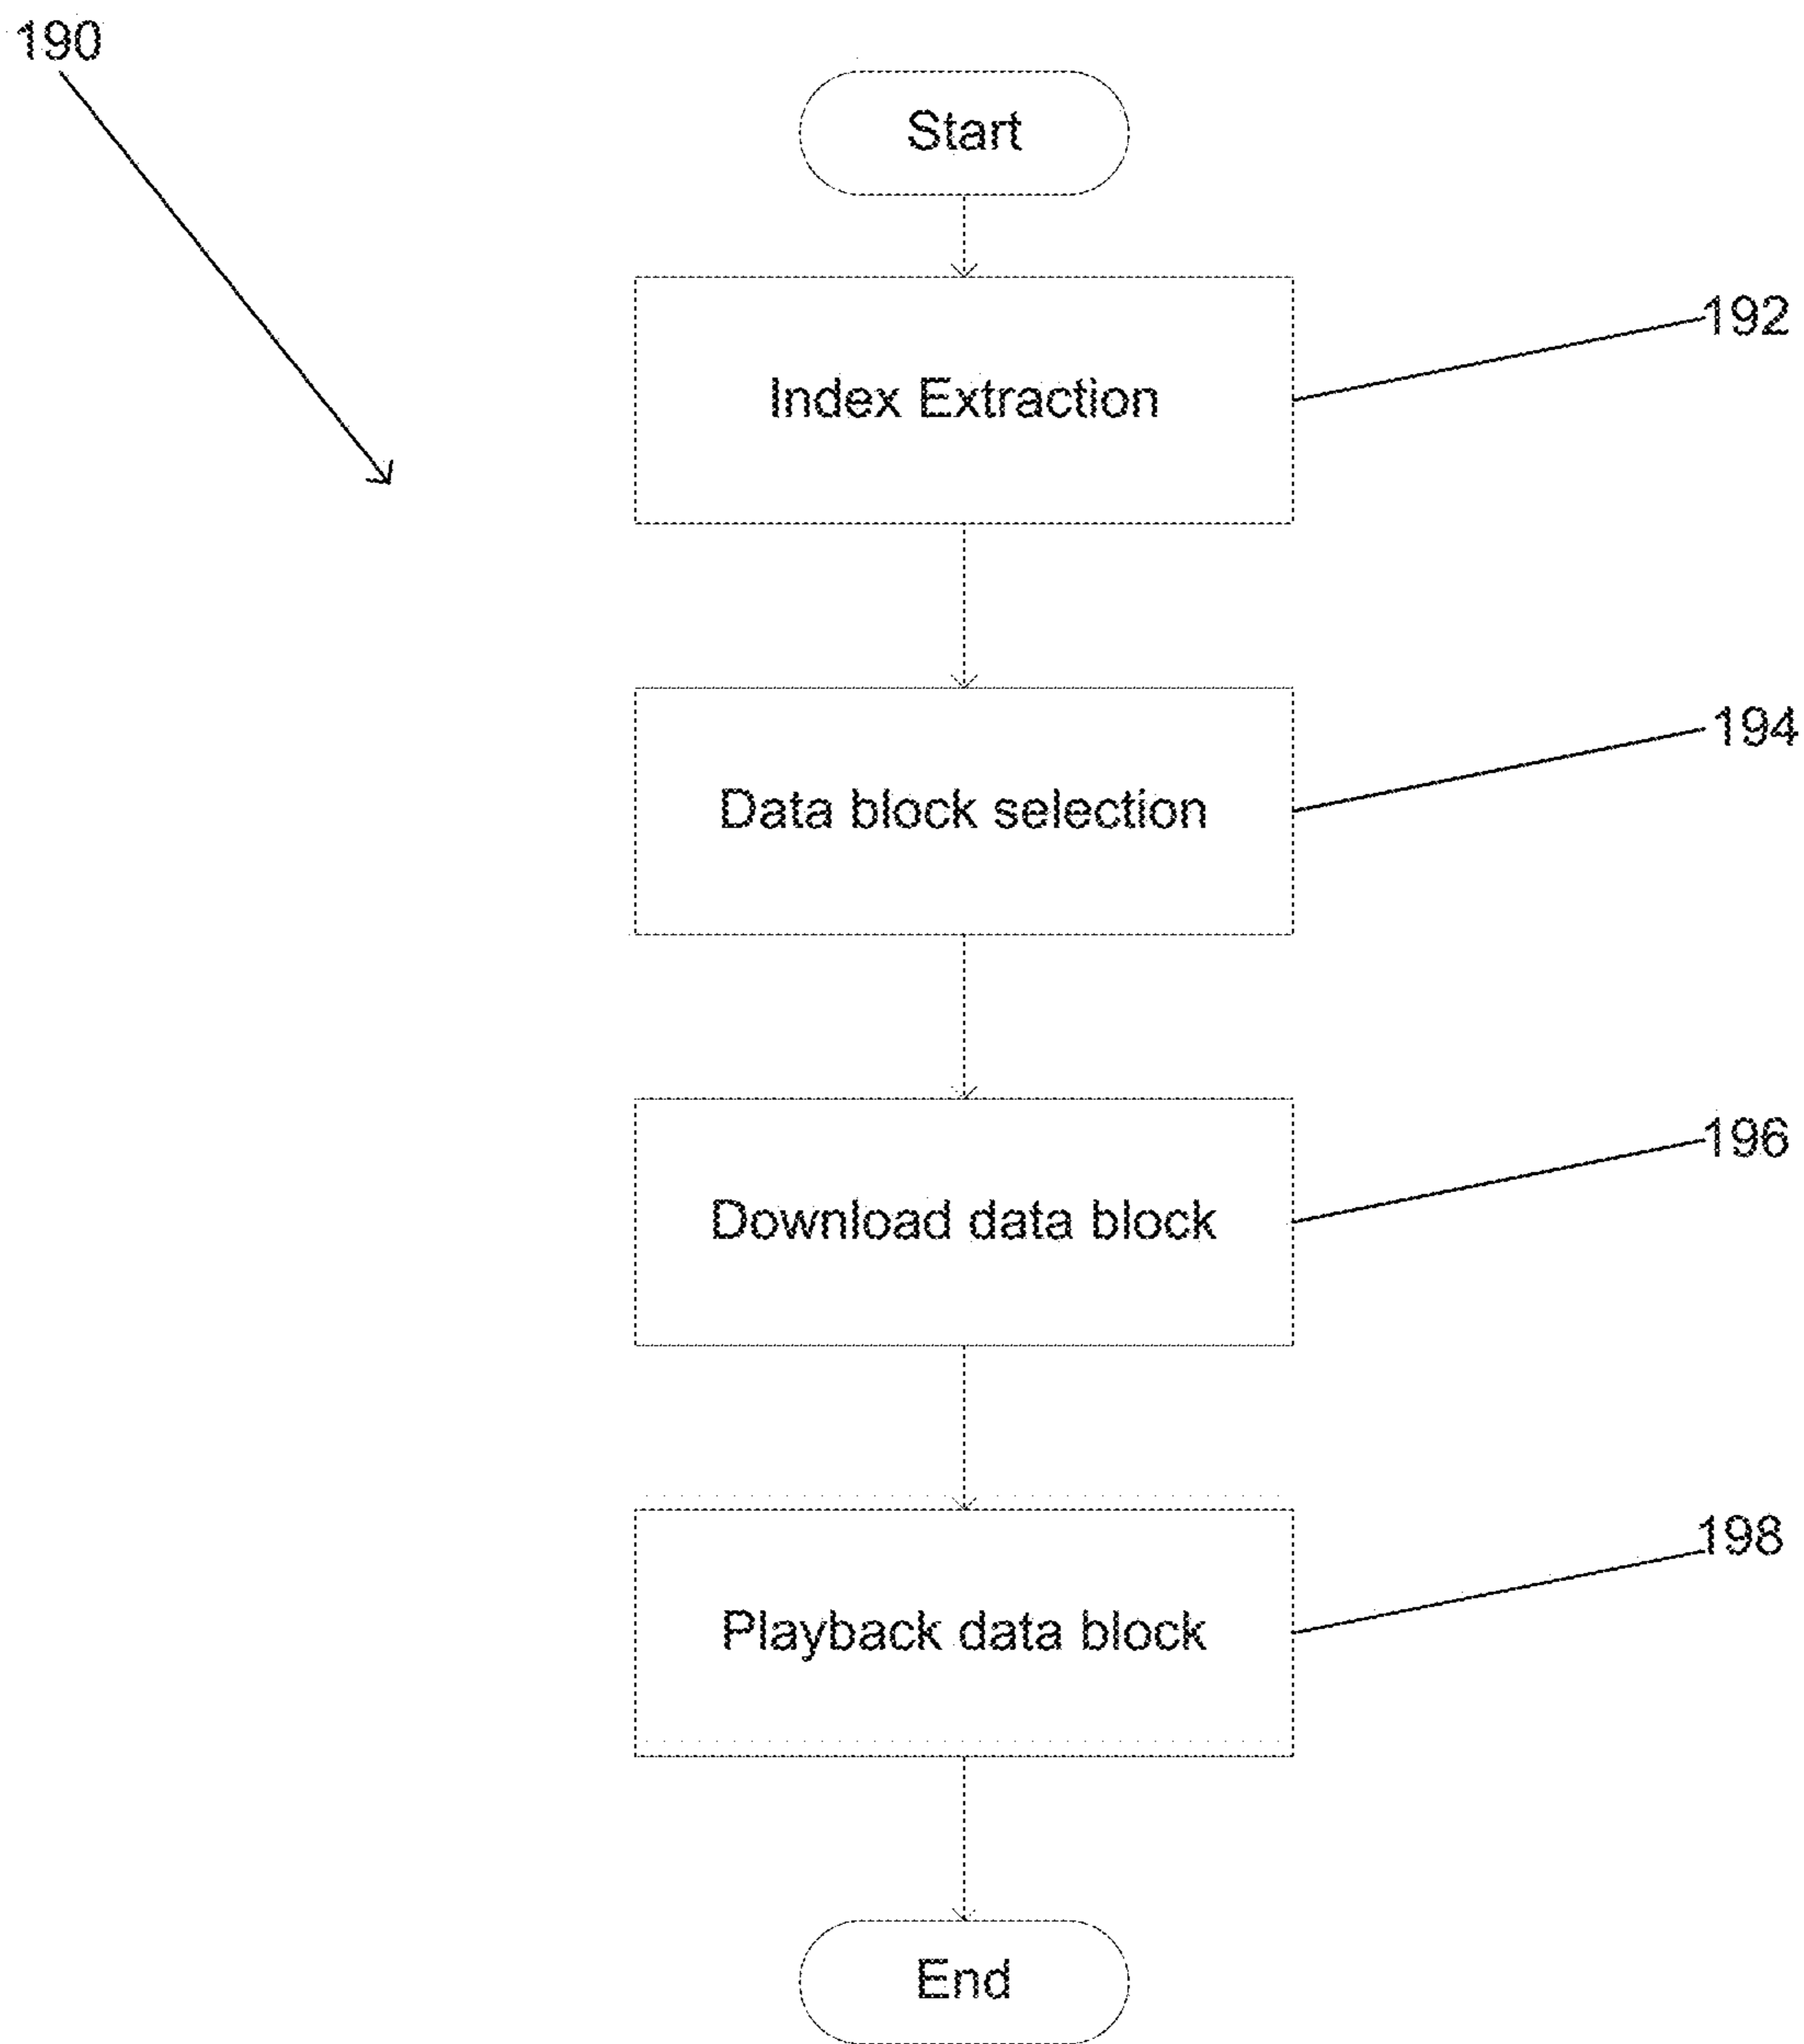 190
Start
192
Index Extraction
194
Data block selection
196
Download data block
198
Playback data block
End